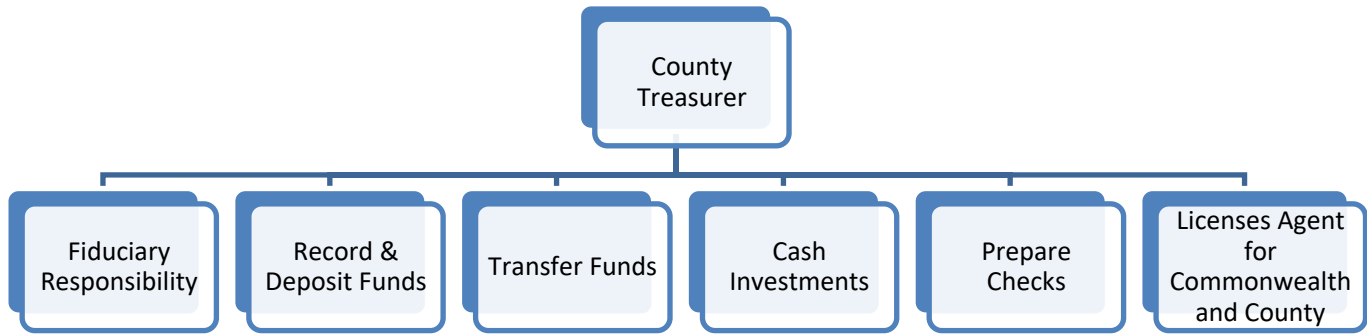 County
Treasurer
Fiduciary
Responsibility
Record &
Deposit Funds
Transfer Funds
Cash
Investments
Prepare
Checks
Licenses Agent
for
Commonwealth
and County